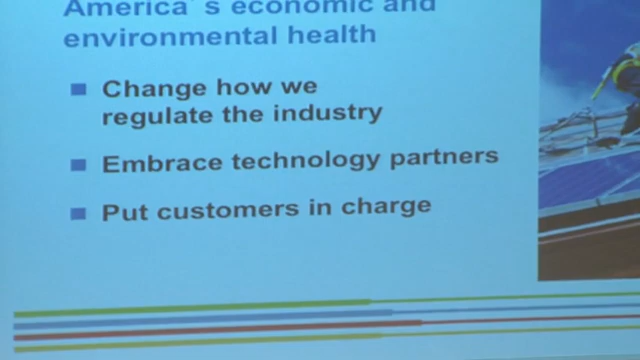 America's economic and
environmental health
Change how we
regulate the industry
Embrace technology partners
Put customers in charge